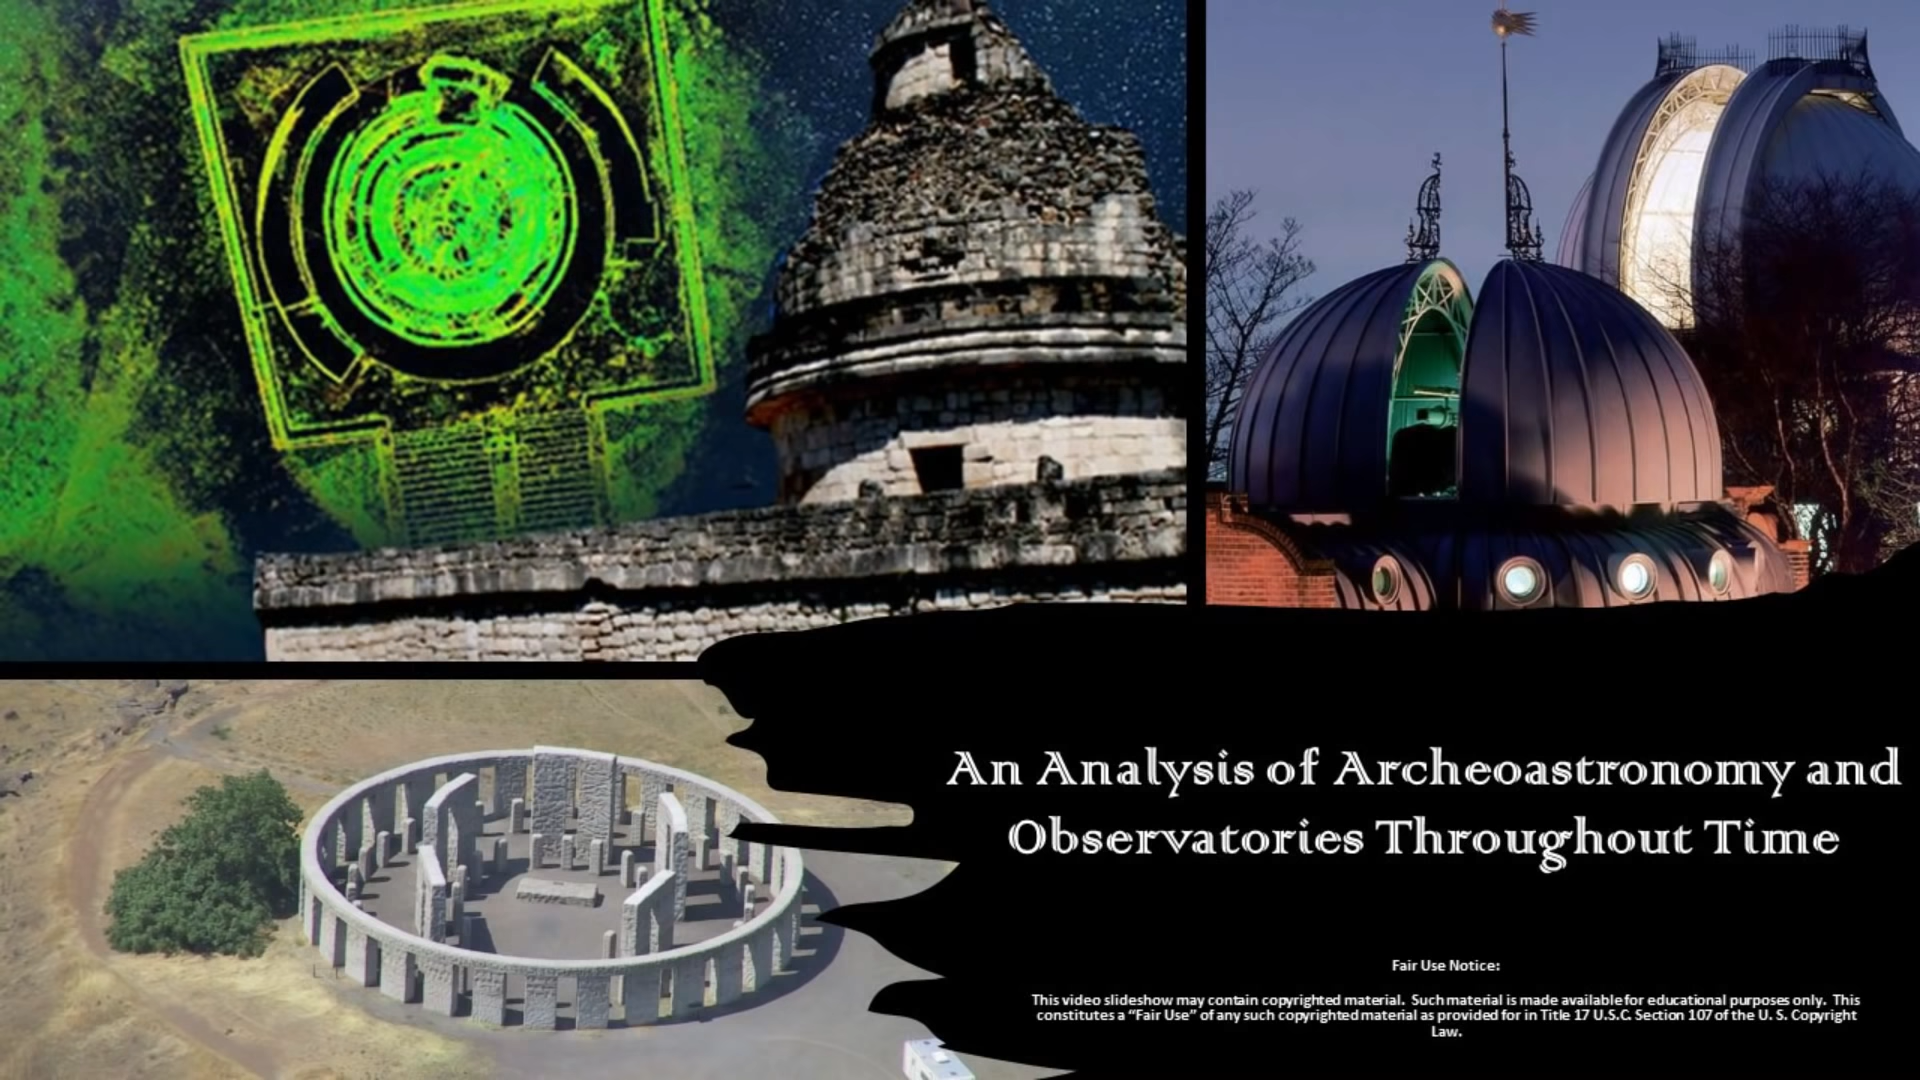 An Analysis of Archeoastronomy and
Observatories Throughout Time
Fair Use Notice:
This video slideshow may contain copyrighted material. Such material is made available for educational purposes only. This
constitutes a “Fair Use” of any such copyrighted material as provided for in Title 17 U.S.C. Section 107 of the U. S. Copyright
Law.